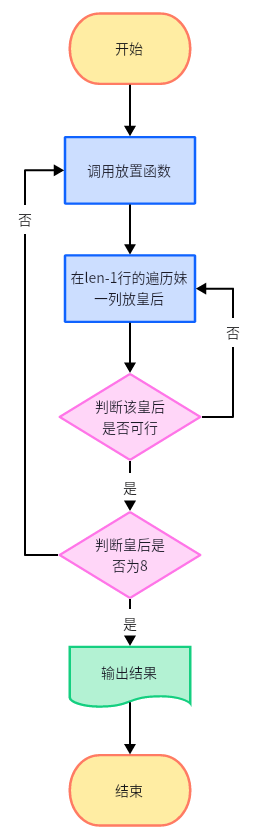 开始
调用放置函数
否
在len-1行的遍历妹
一列放皇后
否
判断该皇后
是否可行
是
判断皇后是
否为8
是
输出结果
结束